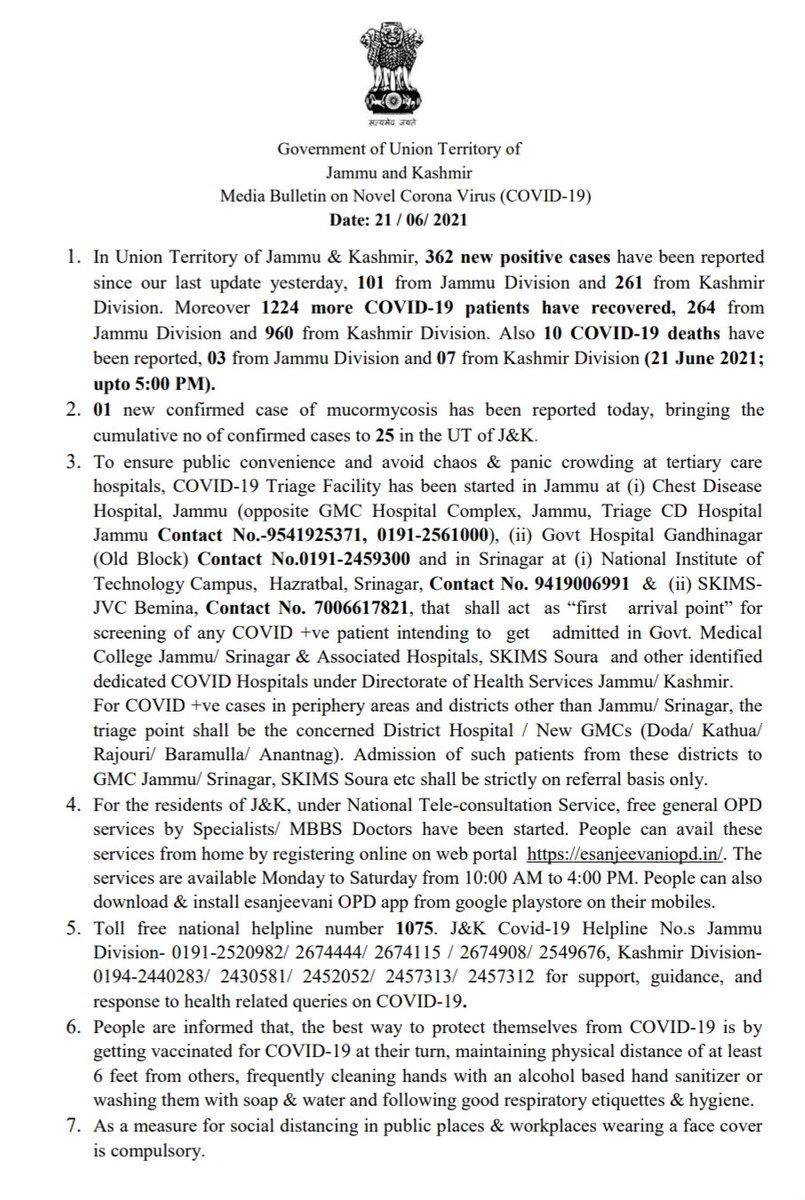 सत्यमेव जयते
Government of Union Territory of
Jammu and Kashmir
Media Bulletin on Novel Corona Virus (COVID-19)
Date: 21 / 06/ 2021
1. In Union Territory of Jammu & Kashmir, 362 new positive cases have been reported
since our last update yesterday, 101 from Jammu Division and 261 from Kashmir
Division. Moreover 1224 more COVID-19 patients have recovered, 264 from
Jammu Division and 960 from Kashmir Division. Also 10 COVID-19 deaths have
been reported, 03 from Jammu Division and 07 from Kashmir Division (21 June 2021;
upto 5:00 PM).
2. 01 new confirmed case of mucormycosis has been reported today, bringing the
cumulative no of confirmed cases to 25 in the UT of J&K.
3. To ensure public convenience and avoid chaos & panic crowding at tertiary care
hospitals, COVID-19 Triage Facility has been started in Jammu at (i) Chest Disease
Hospital, Jammu (opposite GMC Hospital Complex, Jammu, Triage CD Hospital
Jammu Contact No.-9541925371, 0191-2561000), (ii) Govt Hospital Gandhinagar
(Old Block) Contact No.0191-2459300 and in Srinagar at (i) National Institute of
Technology Campus, Hazratbal, Srinagar, Contact No. 9419006991 & (ii) SKIMS-
JVC Bemina, Contact No. 7006617821, that shall act as “first arrival point” for
screening of any COVID +ve patient intending to get admitted in Govt. Medical
College Jammu/ Srinagar & Associated Hospitals, SKIMS Soura and other identified
dedicated COVID Hospitals under Directorate of Health Services Jammu/ Kashmir.
For COVID +ve cases in periphery areas and districts other than Jammu/ Srinagar, the
triage point shall be the concerned District Hospital / New GMCs (Doda/ Kathua/
Rajouri/ Baramulla/ Anantnag). Admission of such patients from these districts to
GMC Jammu/ Srinagar, SKIMS Soura etc shall be strictly on referral basis only.
4. For the residents of J&K, under National Tele-consultation Service, free general OPD
services by Specialists/ MBBS Doctors have been started. People can avail these
services from home by registering online on web portal https://esanjeevaniopd.in/. The
services are available Monday to Saturday from 10:00 AM to 4:00 PM. People can also
download & install esanjeevani OPD app from google playstore on their mobiles.
5. Toll free national helpline number 1075. J&K Covid-19 Helpline No.s Jammu
Division- 0191-2520982/ 2674444/ 2674115 / 2674908/ 2549676, Kashmir Division-
0194-2440283/ 2430581/ 2452052/ 2457313/ 2457312 for support, guidance, and
response to health related queries on COVID-19.
6. People are informed that, the best way to protect themselves from COVID-19 is by
getting vaccinated for COVID-19 at their turn, maintaining physical distance of at least
6 feet from others, frequently cleaning hands with an alcohol based hand sanitizer or
washing them with soap & water and following good respiratory etiquettes & hygiene.
7. As a measure for social distancing in public places & workplaces wearing a face cover
is compulsory.